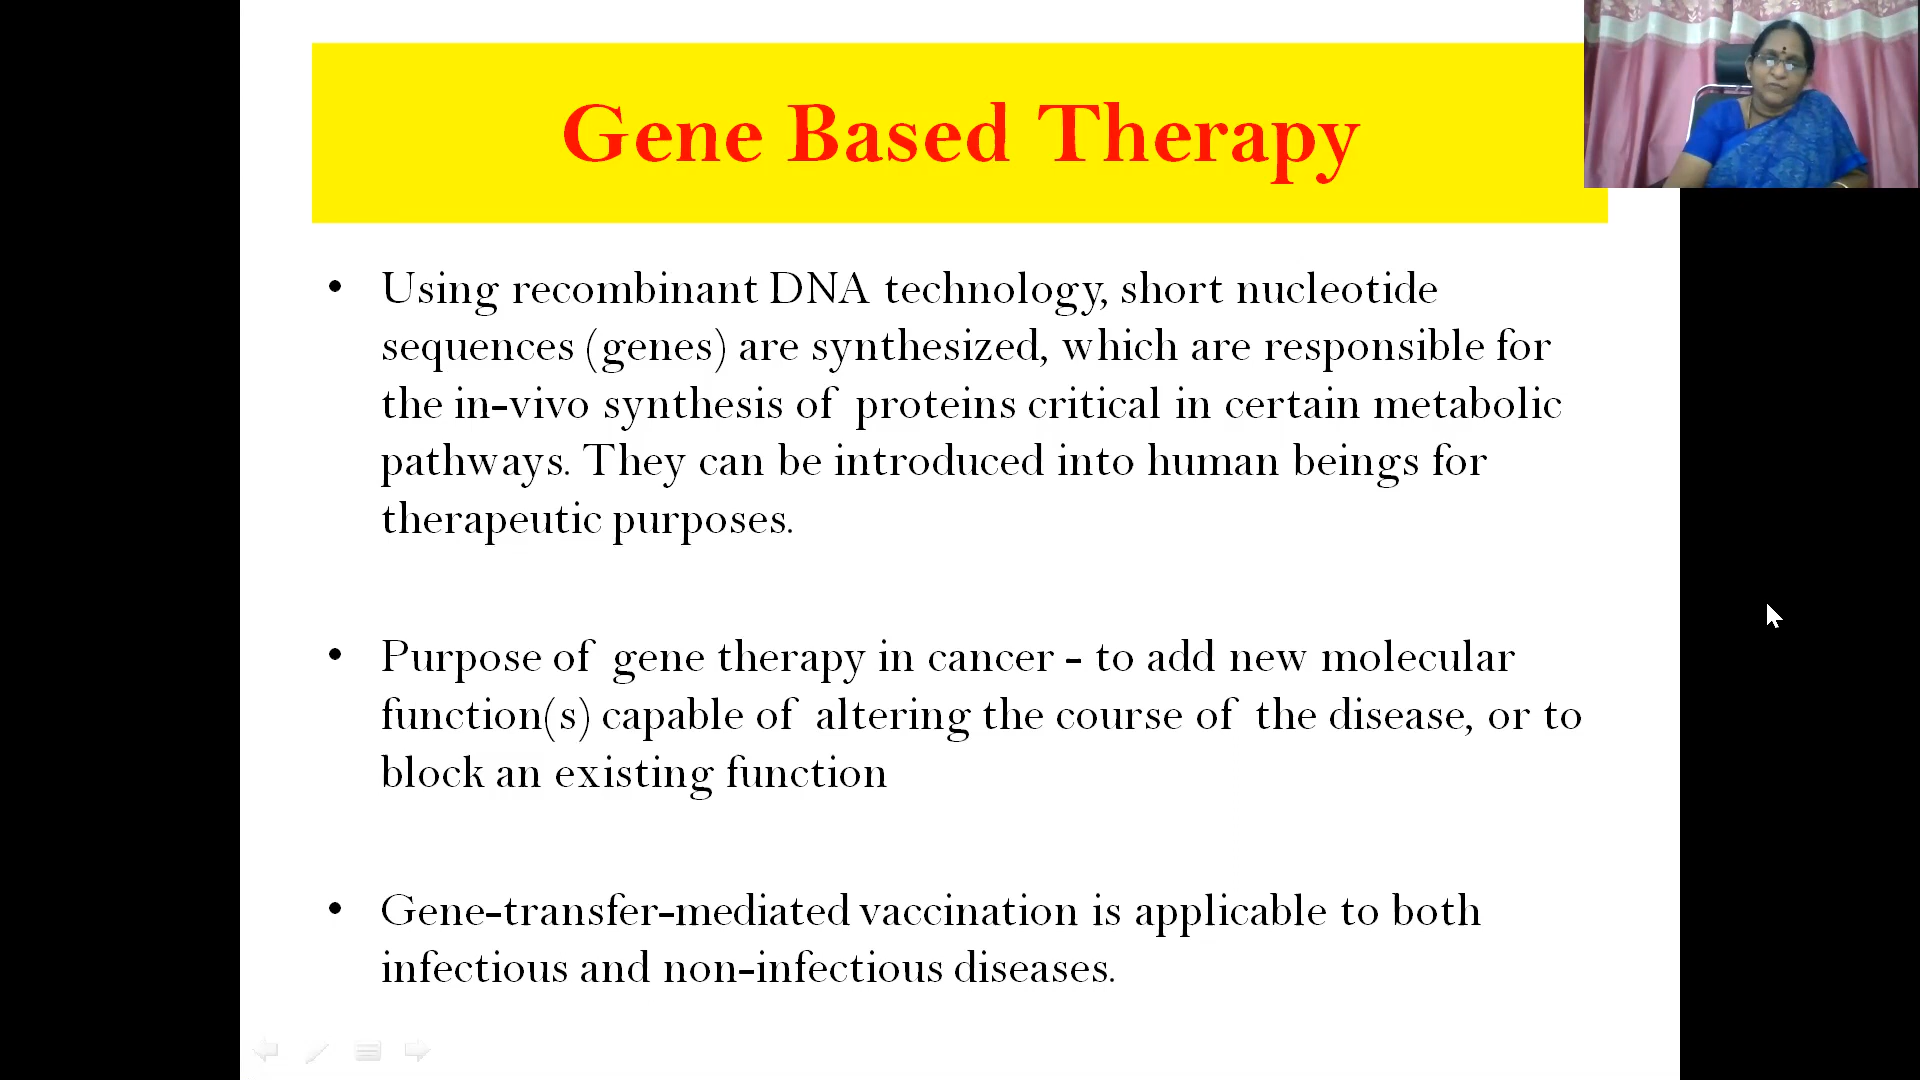 Gene Based Therapy
• Using recombinant DNA technology, short nucleotide
sequences (genes) are synthesized, which are responsible for
the in-vivo synthesis of proteins critical in certain metabolic
pathways. They can be introduced into human beings for
therapeutic purposes.
• Purpose of gene therapy in cancer - to add new molecular
function(s) capable of altering the course of the disease, or to
block an existing function
• Gene-transfer-mediated vaccination is applicable to both
infectious and non-infectious diseases.